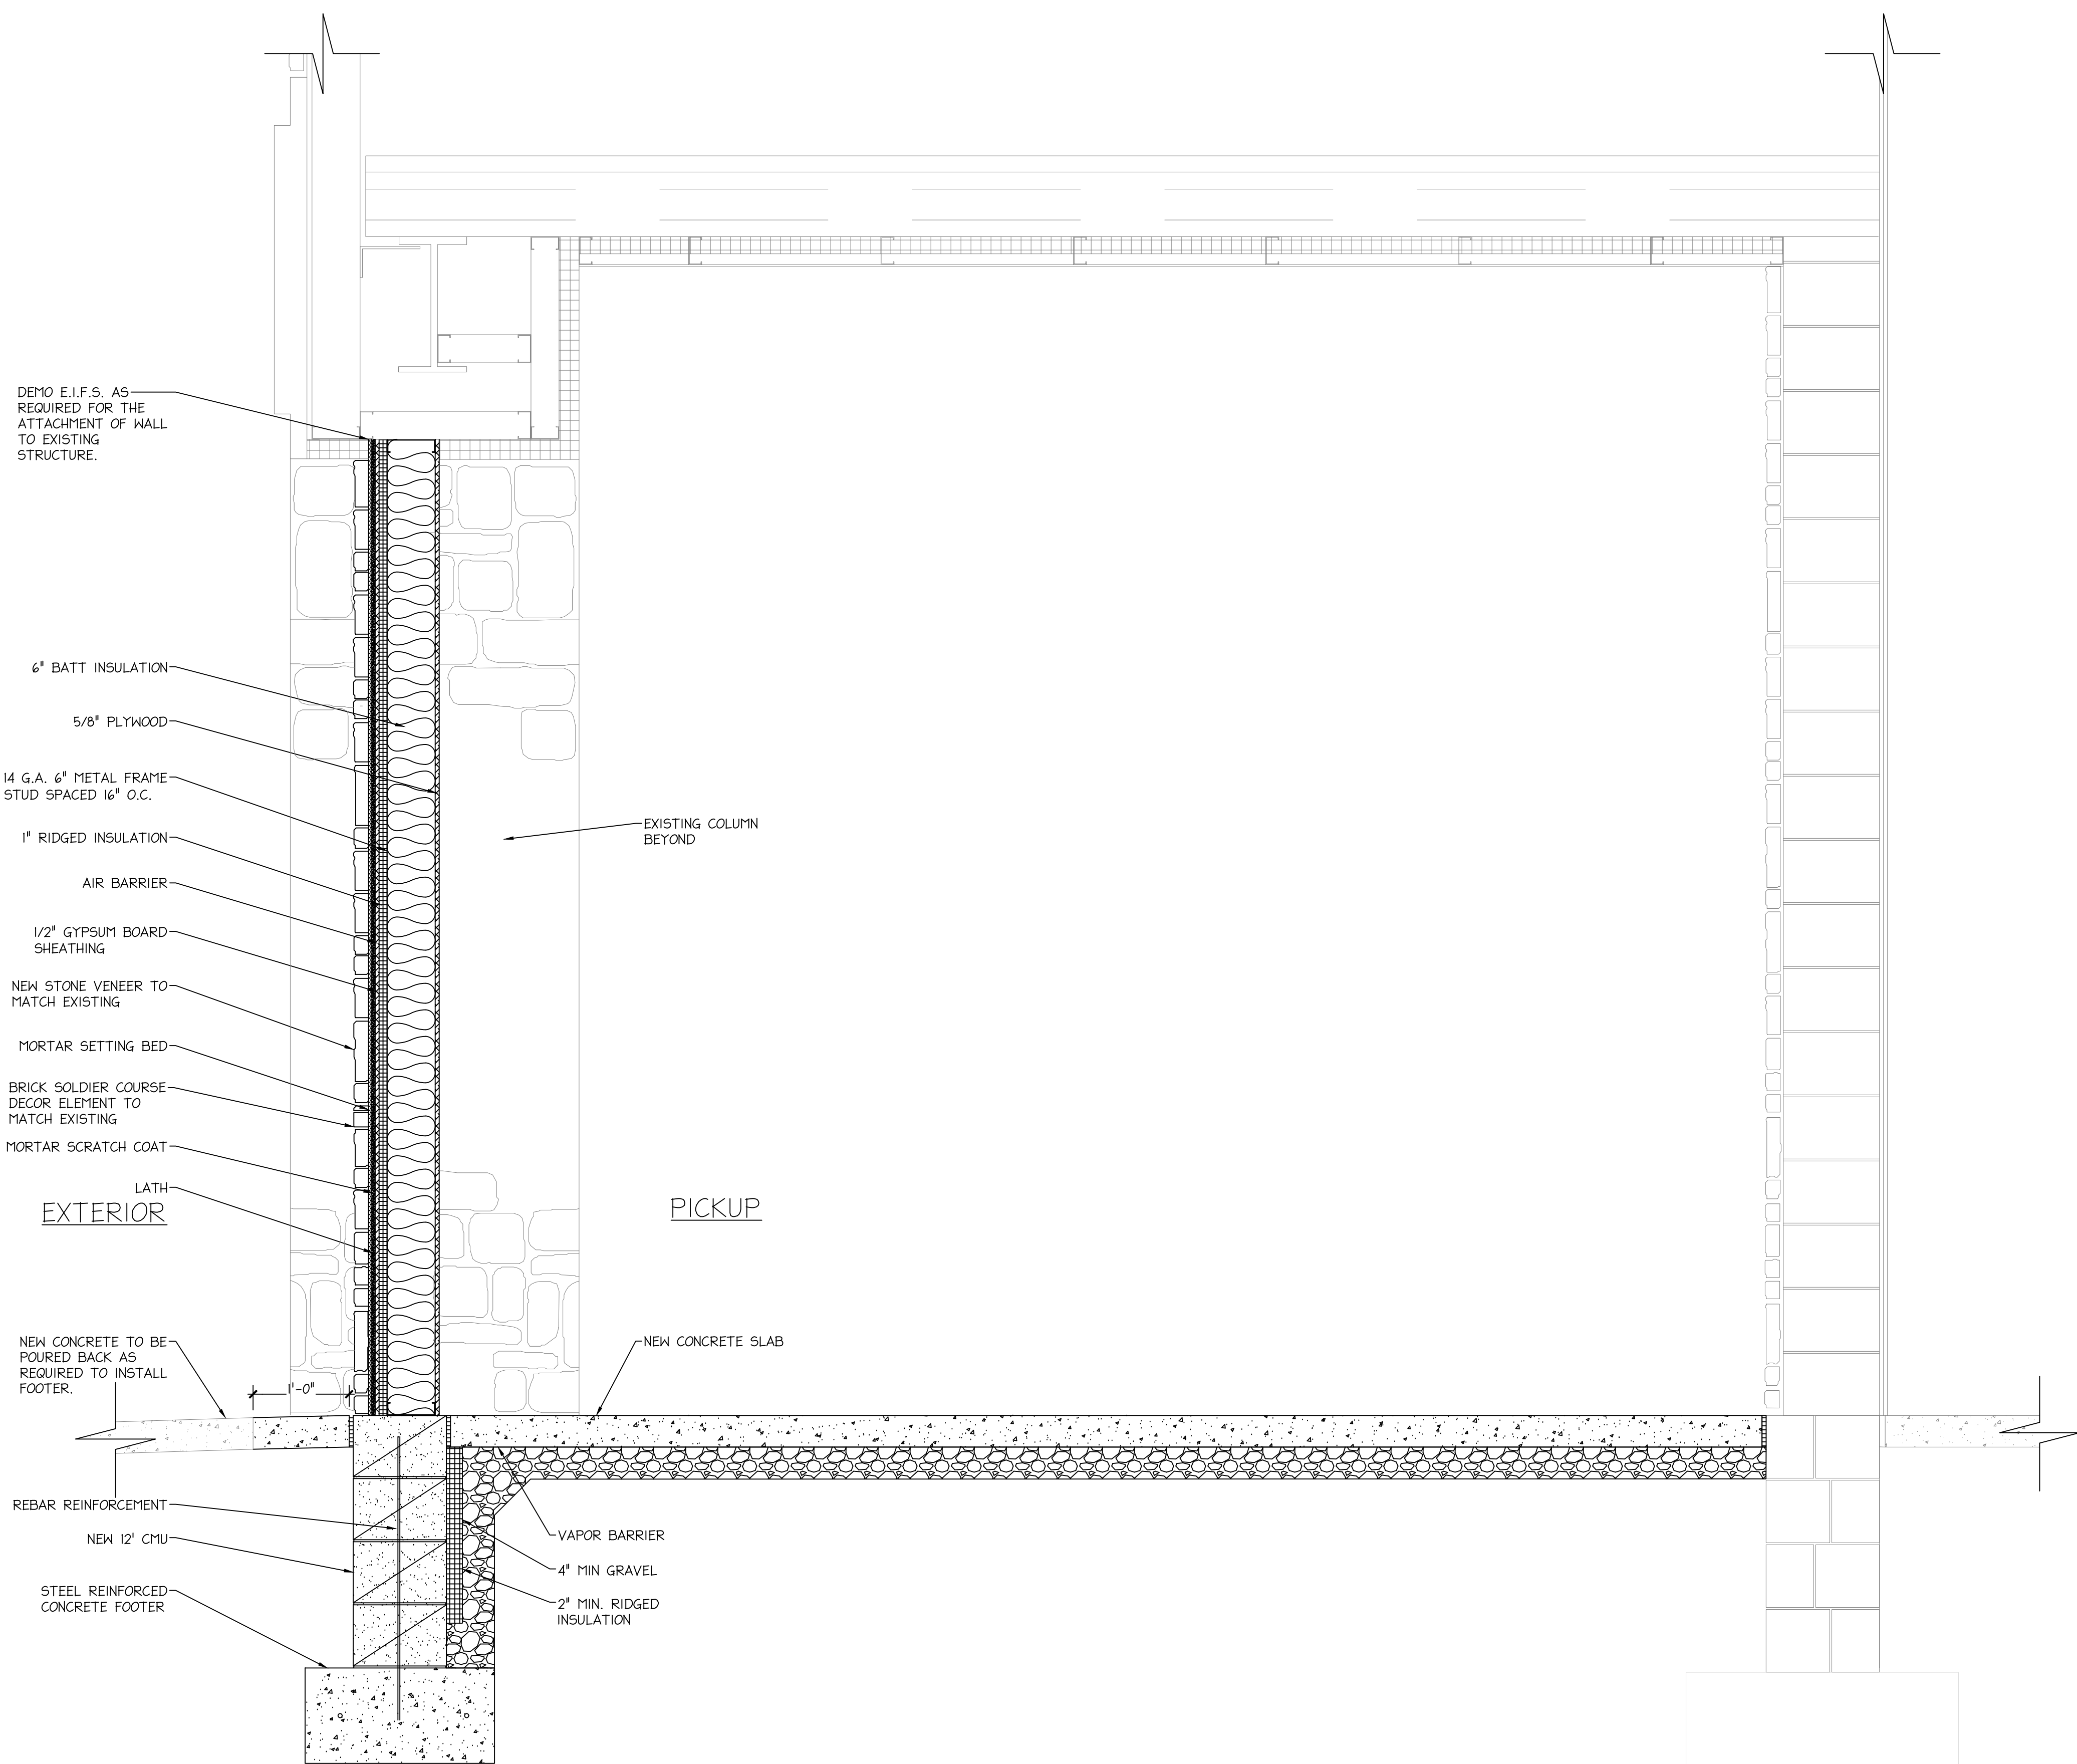 DEMO E.I.F.S. AS
REQUIRED FOR THE
ATTACHMENT OF WALL
TO EXISTING
STRUCTURE.
6" BATT INSULATION
5/8" PLYWOOD
14 G.A. 6" METAL FRAME
STUD SPACED 16" O.C.
1" RIDGED INSULATION
AIR BARRIER
1/2" GYPSUM BOARD
SHEATHING
NEW STONE VENEER TO
MATCH EXISTING
MORTAR SETTING BED
BRICK SOLDIER COURSE
DECOR ELEMENT TO
MATCH EXISTING
MORTAR SCRATCH COAT
LATH
EXTERIOR
NEW CONCRETE TO BE
POURED BACK AS
REQUIRED TO INSTALL
FOOTER.
1'-0"
REBAR REINFORCEMENT
NEW 12' CMU
STEEL REINFORCED
CONCRETE FOOTER
EXISTING COLUMN
BEYOND
PICKUP
NEW CONCRETE SLAB
VAPOR BARRIER
4" MIN GRAVEL
2" MIN. RIDGED
INSULATION